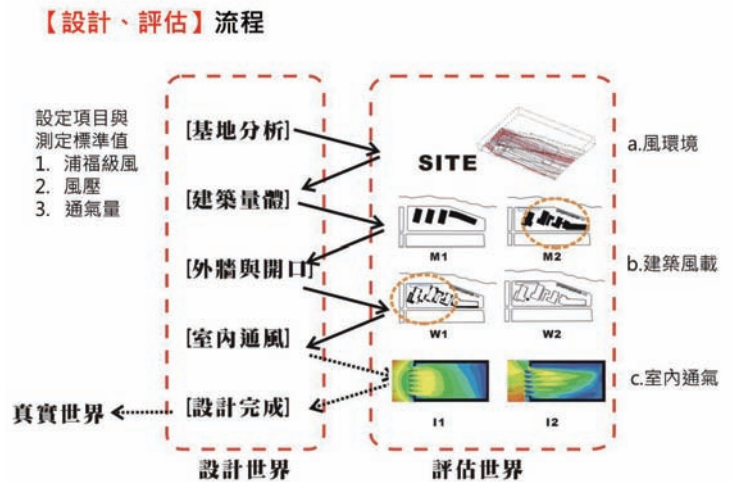 【設計、評估】流程
設定項目與
測定標準值
1. 浦福級風
2. 風壓
3. 通氣量
[基地分析]
[建築量體]
[外牆與開口]
[室內通風]
[設計完成]
真實世界
設計世界
SITE
M1
M2
W1
W2
I1
I2
評估世界
a.風環境
b.建築風載
c.室內通氣